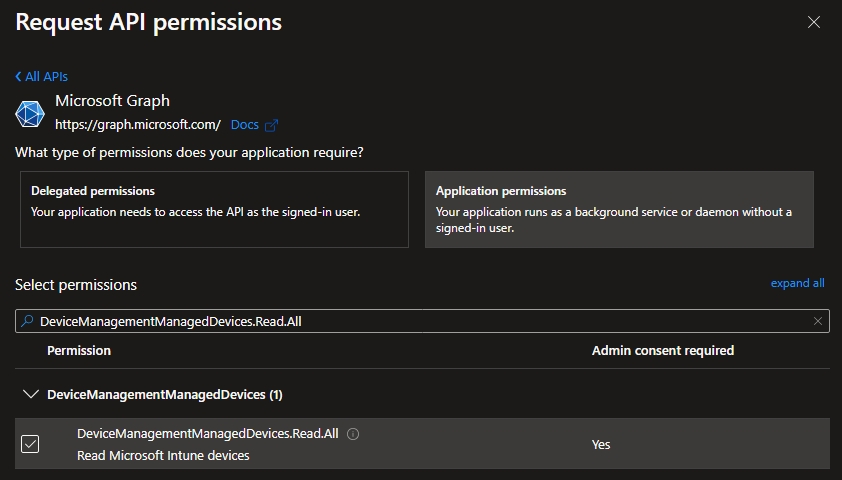 Request API permissions
All APIs
Microsoft Graph
https://graph.microsoft.com/ Docs
What type of permissions does your application require?
Delegated permissions
Your application needs to access the API as the signed-in user.
Application permissions
Your application runs as a background service or daemon without a
signed-in user.
Select permissions
expand all
DeviceManagementManagedDevices.Read.All
Permission
Admin consent required
DeviceManagementManagedDevices (1)
DeviceManagementManagedDevices.Read.All
Read Microsoft Intune devices
Yes